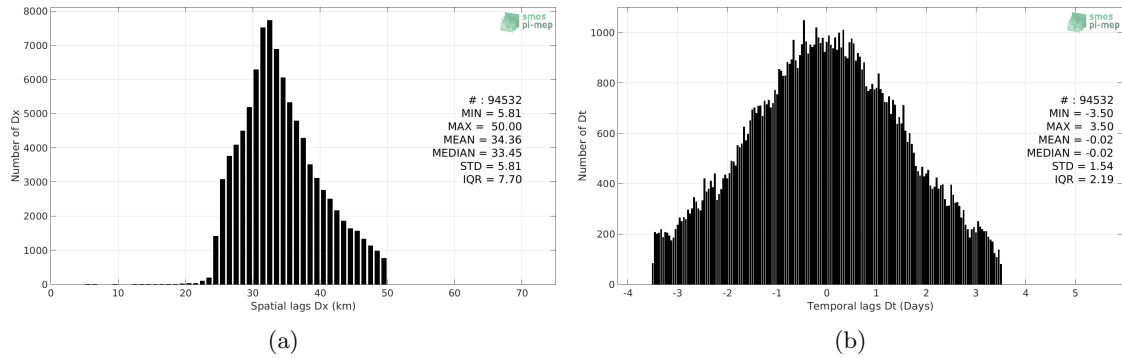 smos
pi-mep
8000
7000
6000
5000
4000
3000
2000
1000
0
Number of Dx
# : 94532
MIN = 5.81
MAX = 50.00
MEAN = 34.36
MEDIAN = 33.45
STD = 5.81
IQR = 7.70
0 10 20 30 40 50 60 70
Spatial lags Dx (km)
(a)
smos
pi-mep
1000
800
600
400
200
0
Number of Dt
# : 94532
MIN = -3.50
MAX = 3.50
MEAN = -0.02
MEDIAN = -0.02
STD = 1.54
IQR = 2.19
-4 -3 -2 -1 0 1 2 3 4 5
Temporal lags Dt (Days)
(b)